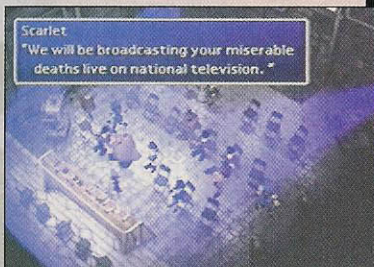 Scarlet
"We will be broadcasting your miserable
deaths live on national television. "